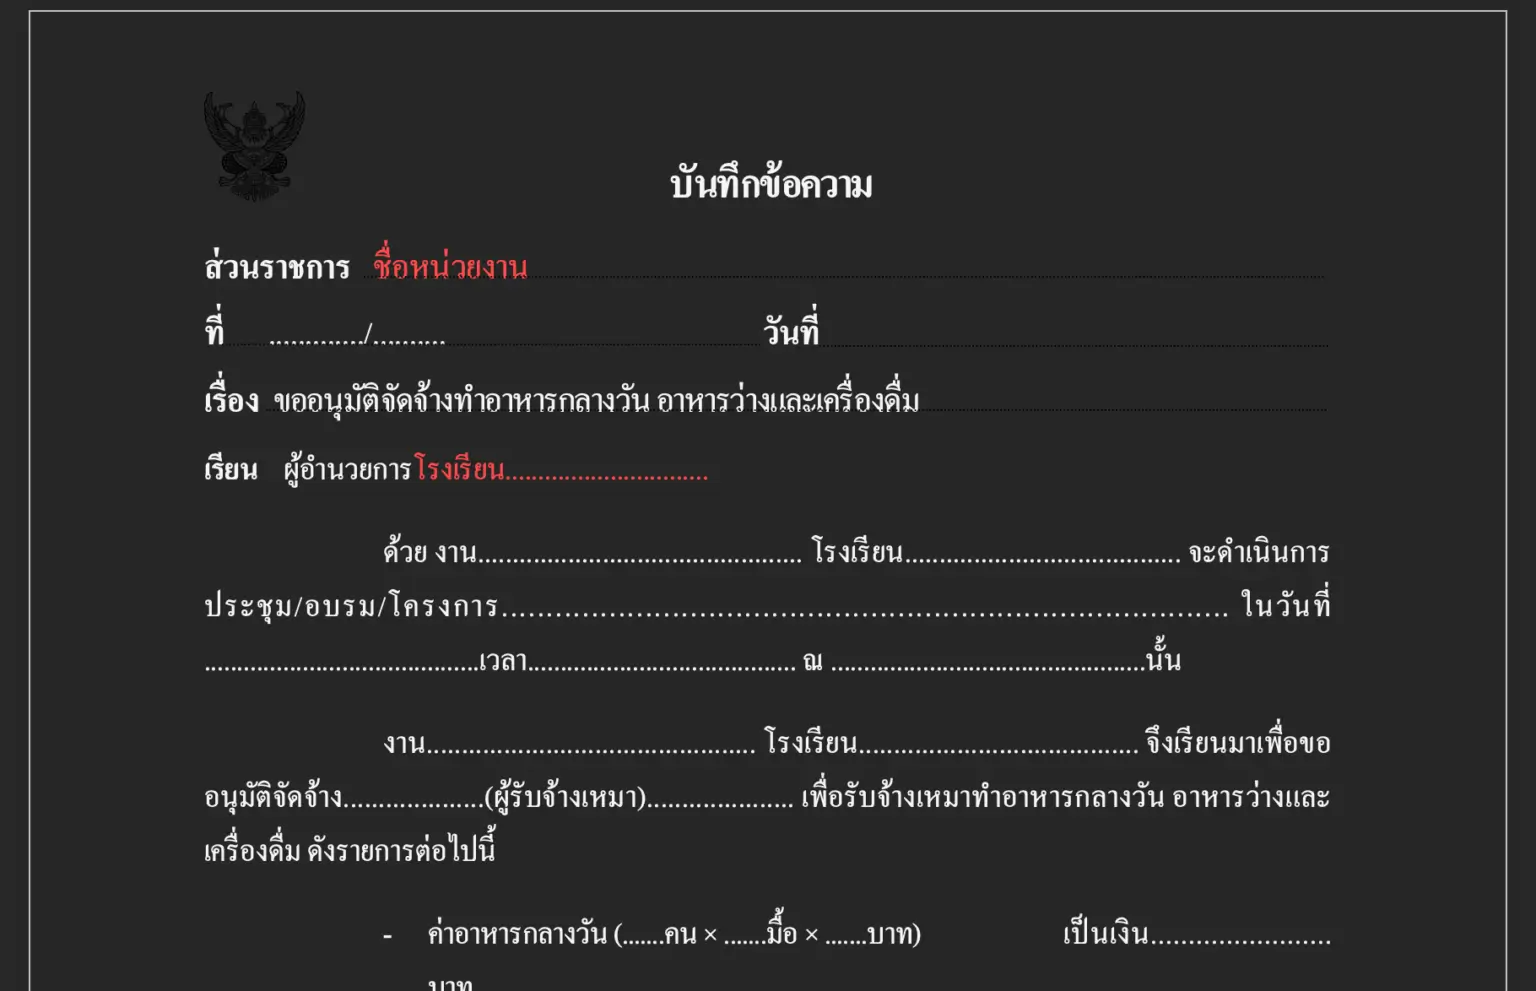 บันทึกข้อความ
ส่วนราชการ ชื่อหน่วยงาน
ที่ ............./.......... วันที่
เรื่อง ขออนุมัติจัดจ้างทำอาหารกลางวัน อาหารว่างและเครื่องดื่ม
เรียน ผู้อำนวยการโรงเรียน...............................
ด้วย งาน............................................... โรงเรียน........................................ จะดำเนินการ
ประชุม/อบรม/โครงการ.................................................................. ในวันที่
..........................................เวลา......................................... ณ ................................................นั้น
งาน............................................... โรงเรียน........................................ จึงเรียนมาเพื่อขอ
อนุมัติจัดจ้าง....................(ผู้รับจ้างเหมา)..................... เพื่อรับจ้างเหมาทำอาหารกลางวัน อาหารว่างและ
เครื่องดื่ม ดังรายการต่อไปนี้
- ค่าอาหารกลางวัน (.......คน × .......มื้อ × .......บาท) เป็นเงิน........................
บาท